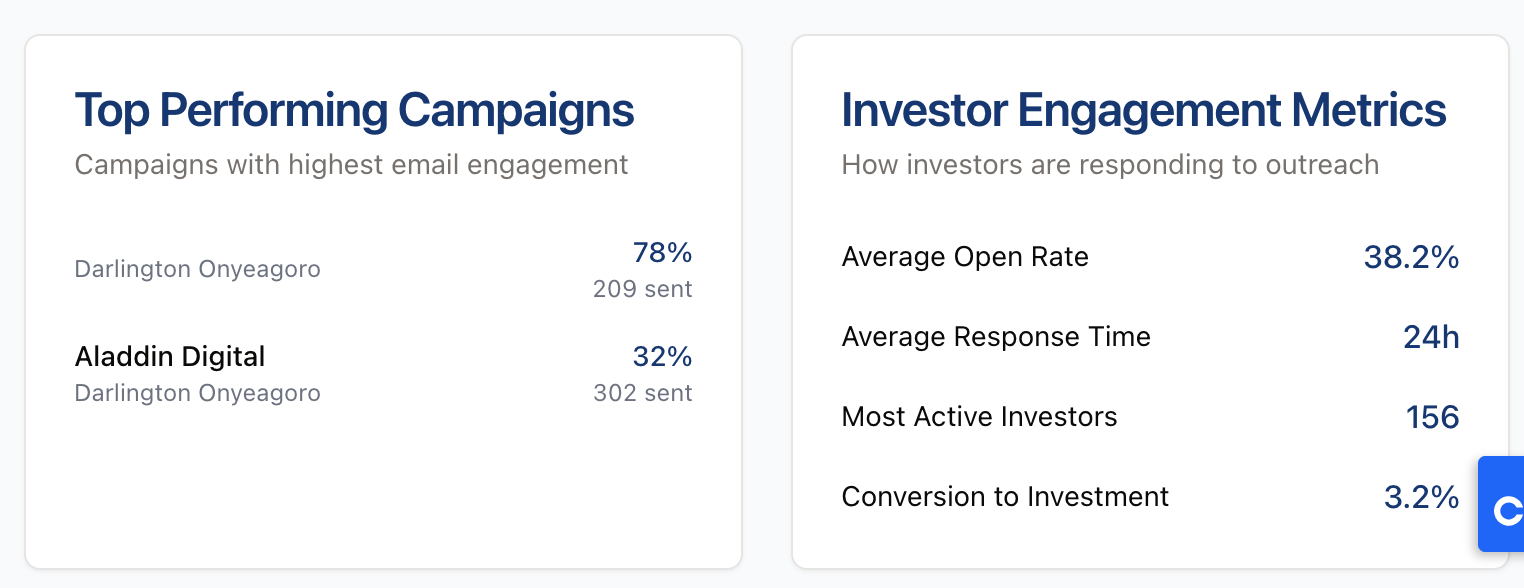 Top Performing Campaigns
Campaigns with highest email engagement
Darlington Onyeagoro
78%
209 sent
Aladdin Digital
32%
Darlington Onyeagoro
302 sent
Investor Engagement Metrics
How investors are responding to outreach
Average Open Rate
38.2%
Average Response Time
24h
Most Active Investors
156
Conversion to Investment
3.2%